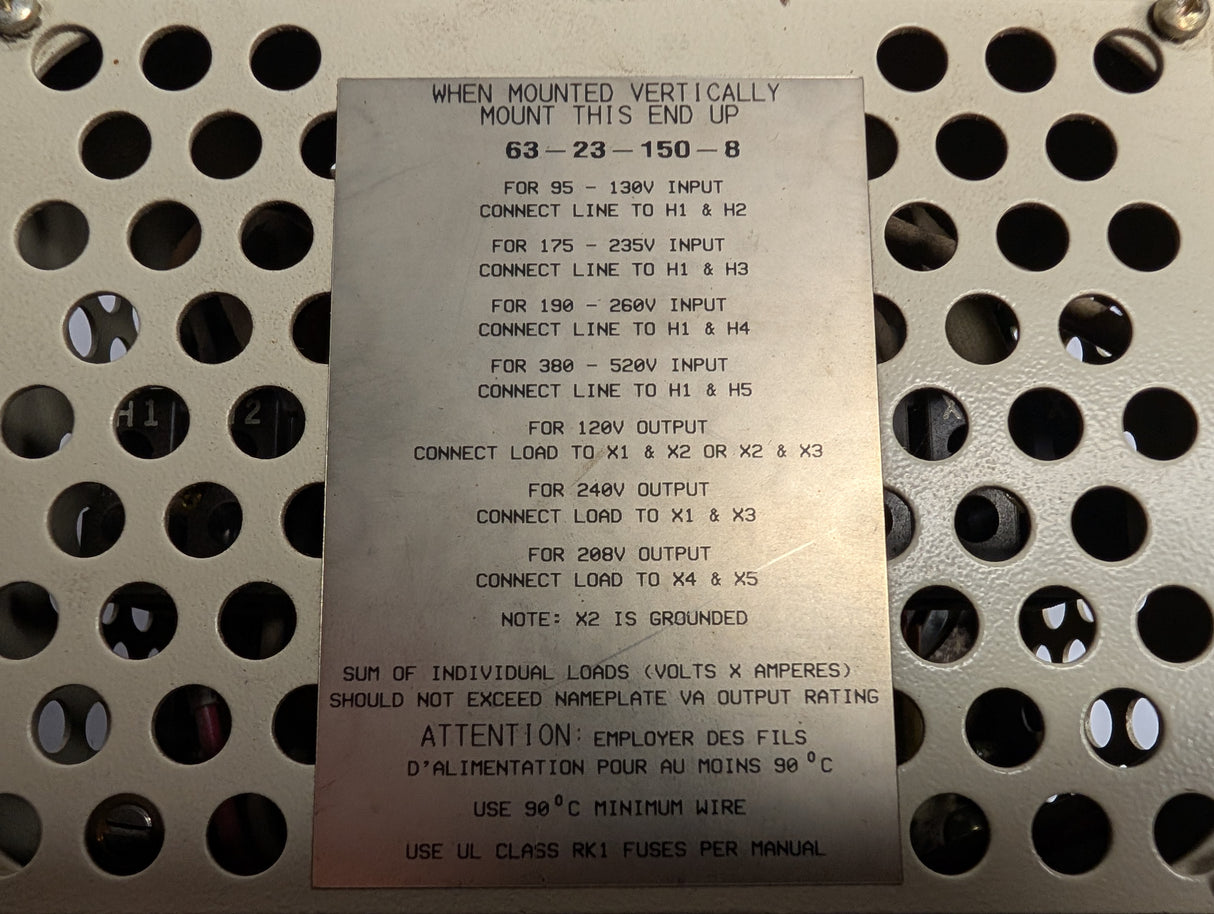 WHEN MOUNTED VERTICALLY
MOUNT THIS END UP
63-23-150-8
FOR 95 - 130V INPUT
CONNECT LINE TO H1 & H2
FOR 175 - 235V INPUT
CONNECT LINE TO H1 & H3
FOR 190 - 260V INPUT
CONNECT LINE TO H1 & H4
FOR 380 - 520V INPUT
CONNECT LINE TO H1 & H5
FOR 120V OUTPUT
CONNECT LOAD TO X1 & X2 OR X2 & X3
FOR 240V OUTPUT
CONNECT LOAD TO X1 & X3
FOR 208V OUTPUT
CONNECT LOAD TO X4 & X5
NOTE: X2 IS GROUNDED
SUM OF INDIVIDUAL LOADS (VOLTS X AMPERES)
SHOULD NOT EXCEED NAMEPLATE VA OUTPUT RATING
ATTENTION: EMPLOYER DES FILS
D'ALIMENTATION POUR AU MOINS 90°C
USE 90°C MINIMUM WIRE
USE UL CLASS RK1 FUSES PER MANUAL
H1
2